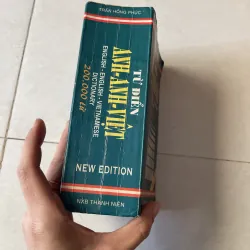 TRẦN HỒNG PHÚC
TỪ ĐIỂN
ANH-ANH-VIỆT
ENGLISH - ENGLISH - VIETNAMESE
DICTIONARY
200.000 từ
NEW EDITION
NXB THANH NIÊN